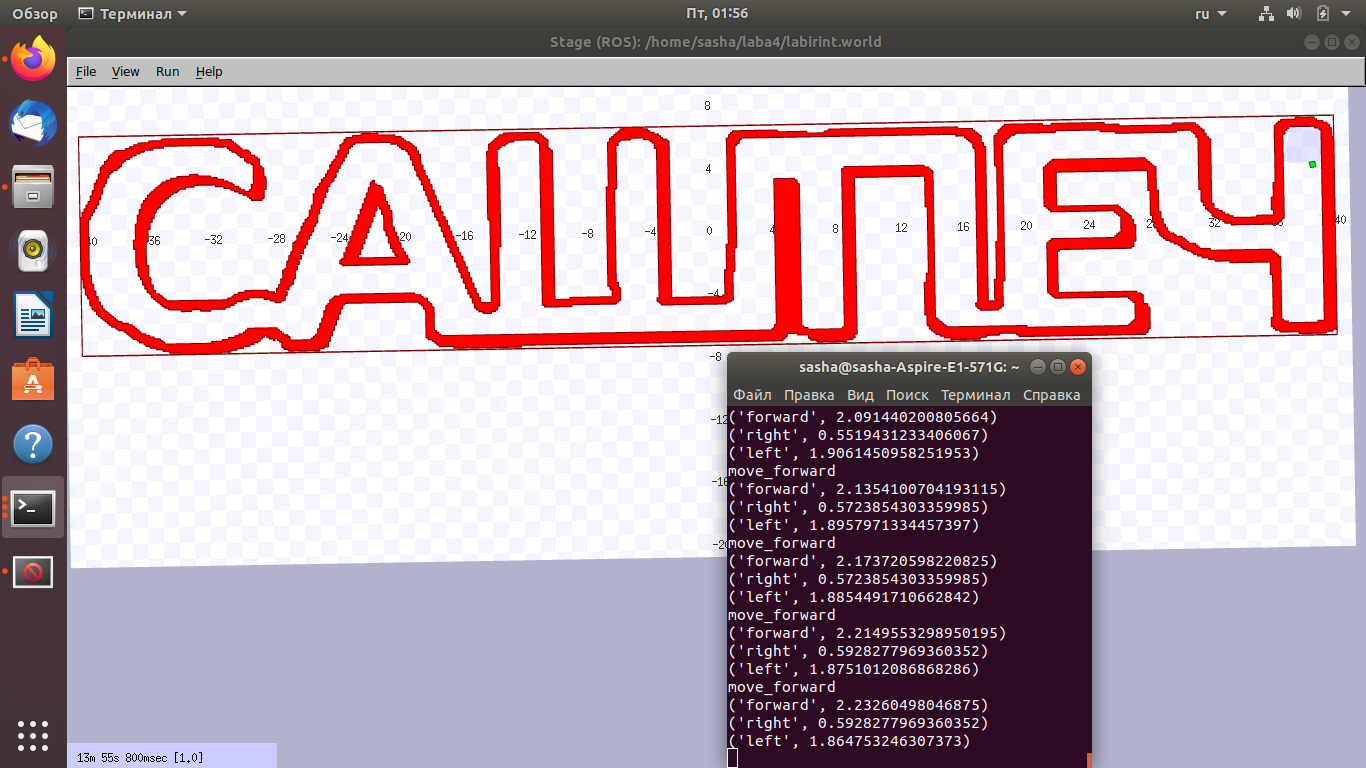 Обзор
Терминал
Пт, 01:56
ru
Stage (ROS): /home/sasha/laba4/labirint.world
File View Run Help
8
4
40 -36 -32 -28 -24 -20 -16 -12 -8 -4 0 4 8 12 16 20 24 28 32 40
-4
-8
-12
-16
-20
sasha@sasha-Aspire-E1-571G: ~
Файл Правка Вид Поиск Терминал Справка
('forward', 2.091440200805664)
('right', 0.5519431233406067)
('left', 1.9061450958251953)
move_forward
('forward', 2.1354100704193115)
('right', 0.5723854303359985)
('left', 1.8957971334457397)
move_forward
('forward', 2.173720598220825)
('right', 0.5723854303359985)
('left', 1.8854491710662842)
move_forward
('forward', 2.2149553298950195)
('right', 0.5928277969360352)
('left', 1.8751012086868286)
move_forward
('forward', 2.23260498046875)
('right', 0.5928277969360352)
('left', 1.864753246307373)
13m 55s 800msec [1.0]